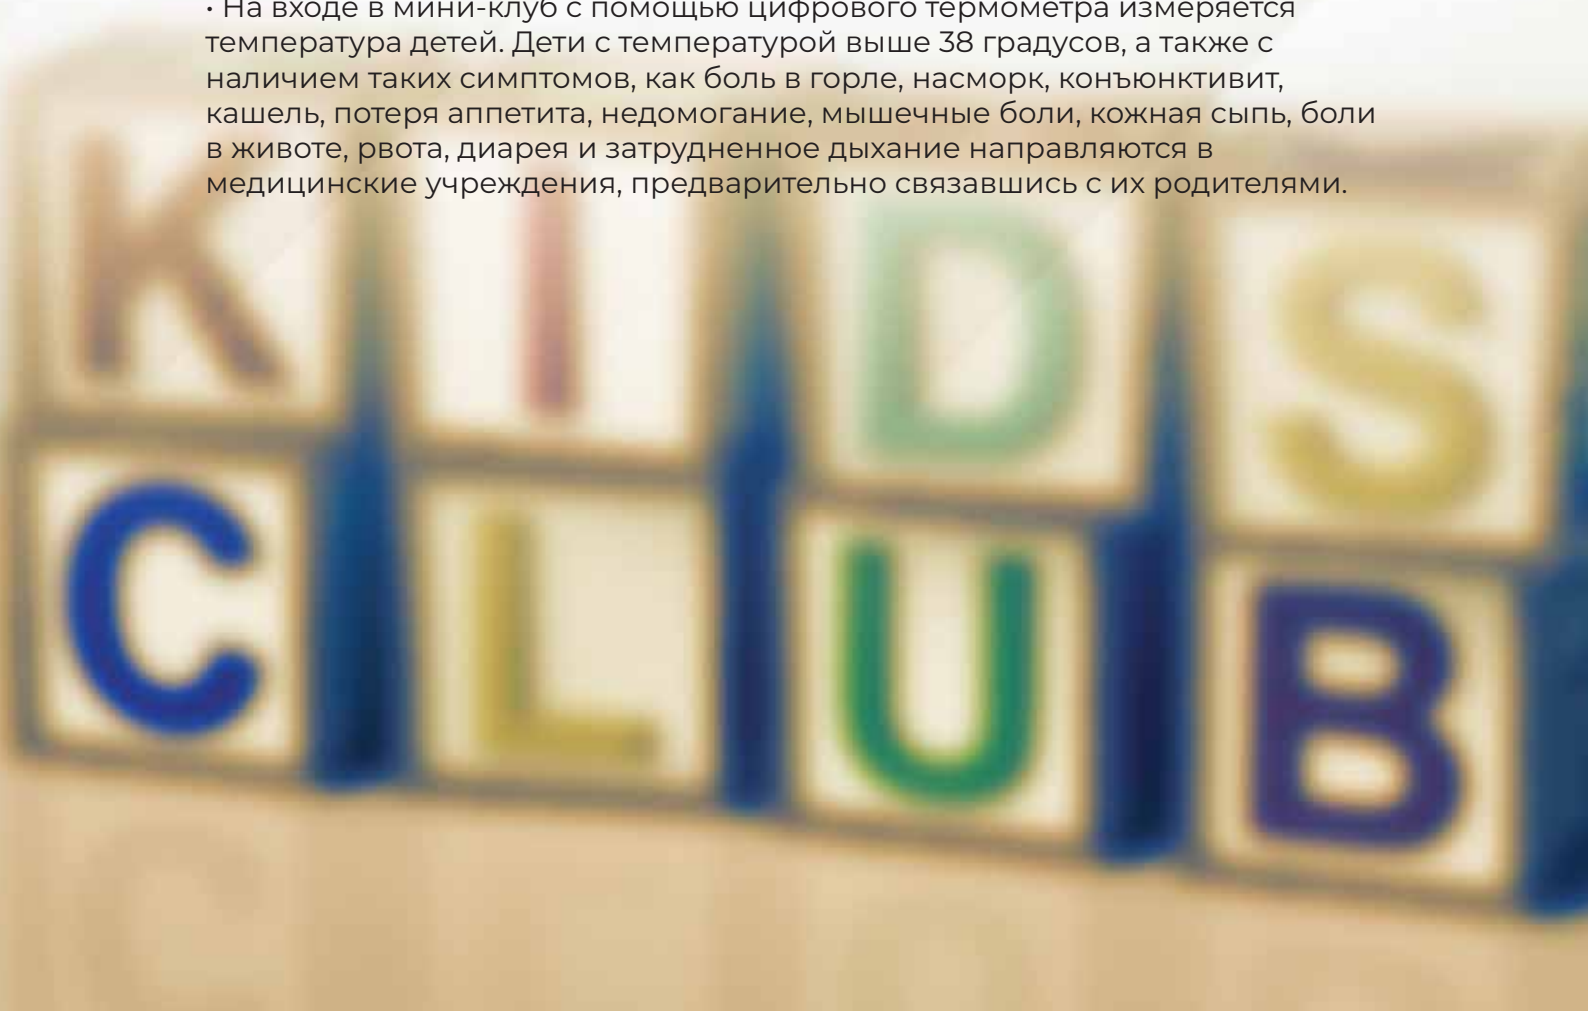 · На входе в мини-клуб с помощью цифрового термометра измеряется
температура детей. Дети с температурой выше 38 градусов, а также с
наличием таких симптомов, как боль в горле, насморк, конъюнктивит,
кашель, потеря аппетита, недомогание, мышечные боли, кожная сыпь, боли
в животе, рвота, диарея и затрудненное дыхание направляются в
медицинские учреждения, предварительно связавшись с их родителями.
KIDS
CLUB